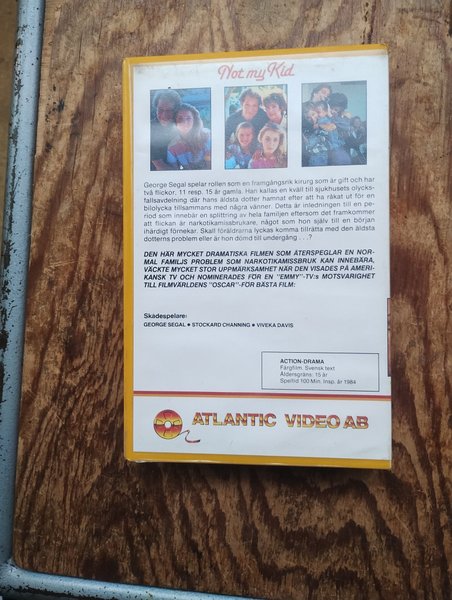 Not my Kid
George Segal spelar rollen som en framgångsrik kirurg som är gift och har
två flickor, 11 resp. 15 år gamla. Han kallas en kväll till sjukhusets olycks-
fallsavdelning där hans äldsta dotter hamnat efter att ha råkat ut för en
bilolycka tillsammans med några vänner. Detta är inledningen till en pe-
riod som innebär en splittring av hela familjen eftersom det framkommer
att flickan är narkotikamissbrukare, något som hon själv till en början
ihärdigt förnekar. Skall föräldrarna lyckas komma tillrätta med den äldsta
dotterns problem eller är hon dömd till undergång . . . ?
DEN HÄR MYCKET DRAMATISKA FILMEN SOM ÅTERSPEGLAR EN NOR-
MAL FAMILJS PROBLEM SOM NARKOTIKAMISSBRUK KAN INNEBÄRA,
VÄCKTE MYCKET STOR UPPMÄRKSAMHET NÄR DEN VISADES PÅ AMERI-
KANSK TV OCH NOMINERADES FÖR EN "EMMY"-TV:s MOTSVARIGHET
TILL FILMVÄRLDENS "OSCAR"-FÖR BÄSTA FILM:
Skådespelare:
GEORGE SEGAL ● STOCKARD CHANNING ● VIVEKA DAVIS
ACTION-DRAMA
Färgfilm. Svensk text
Åldersgräns: 15 år
Speltid 100 Min. Insp. år 1984
ATLANTIC VIDEO AB